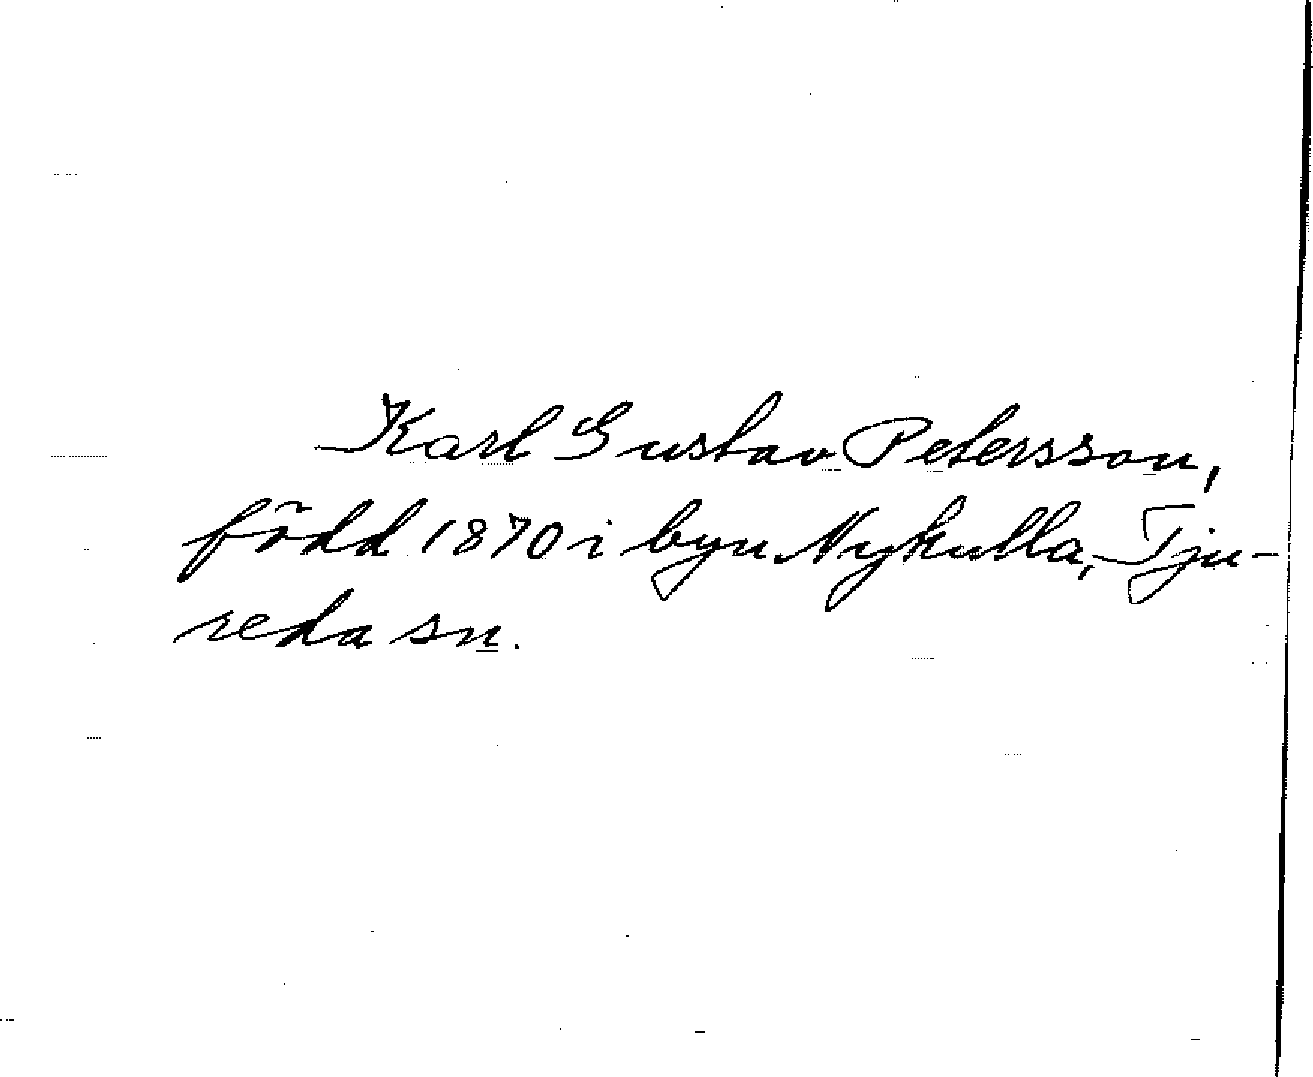 Karl Gustav Petersson,
född 1870 i byn Nykulla, Tju-
reda sn.